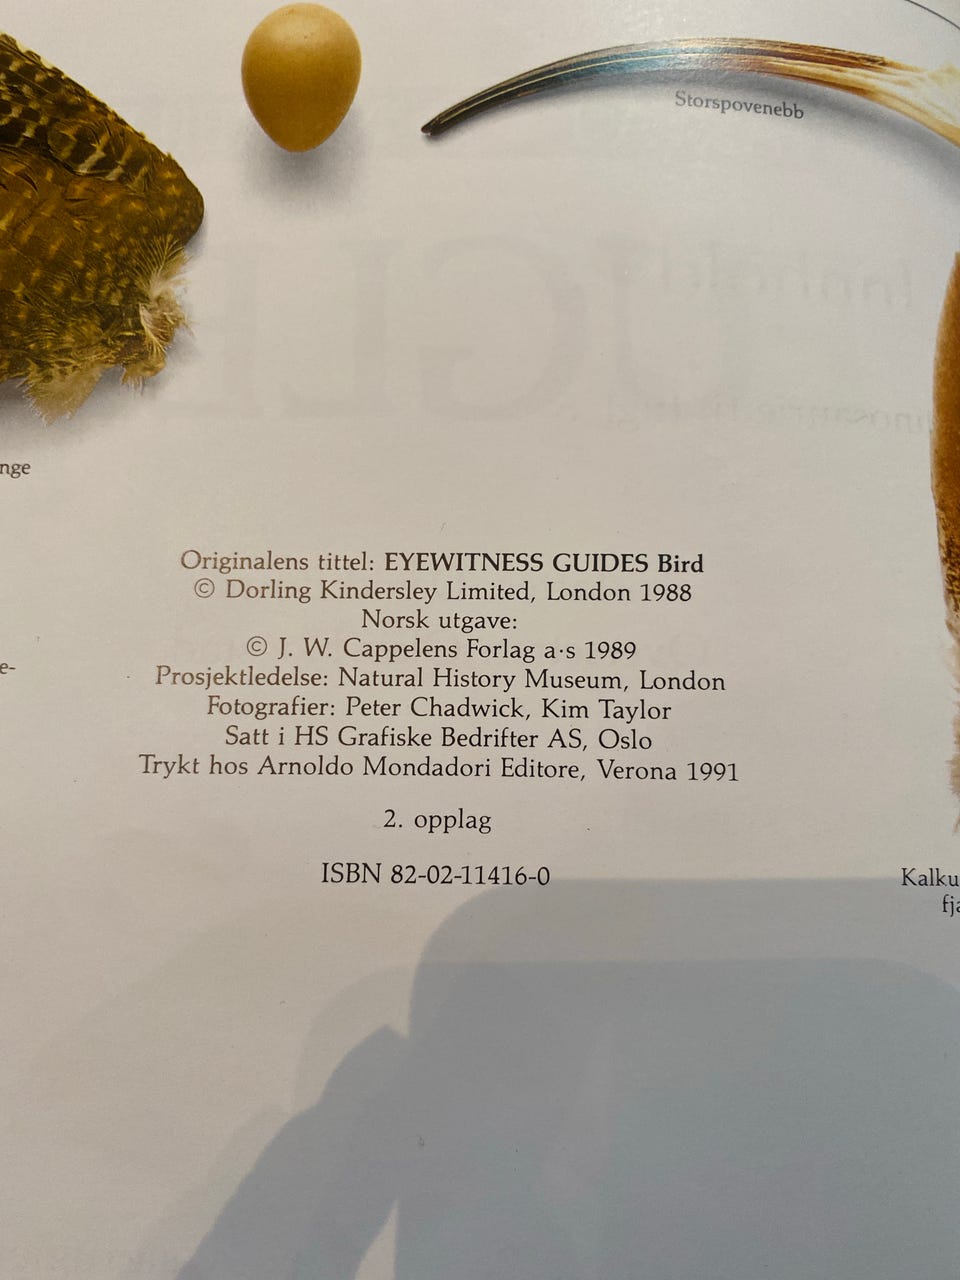 Storspovenebb
nge
Originalens tittel: EYEWITNESS GUIDES Bird
© Dorling Kindersley Limited, London 1988
Norsk utgave:
© J. W. Cappelens Forlag a·s 1989
e-
Prosjektledelse: Natural History Museum, London
Fotografier: Peter Chadwick, Kim Taylor
Satt i HS Grafiske Bedrifter AS, Oslo
Trykt hos Arnoldo Mondadori Editore, Verona 1991
2. opplag
ISBN 82-02-11416-0
Kalku
fja